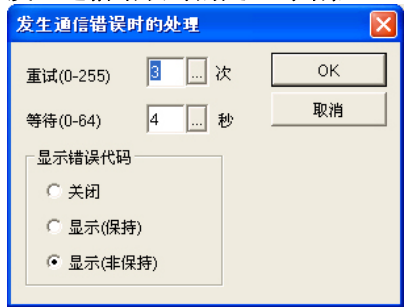 发生通信错误时的处理
重试(0-255) 3 ... 次 OK
等待(0-64) 4 ... 秒 取消
显示错误代码
关闭
显示(保持)
显示(非保持)